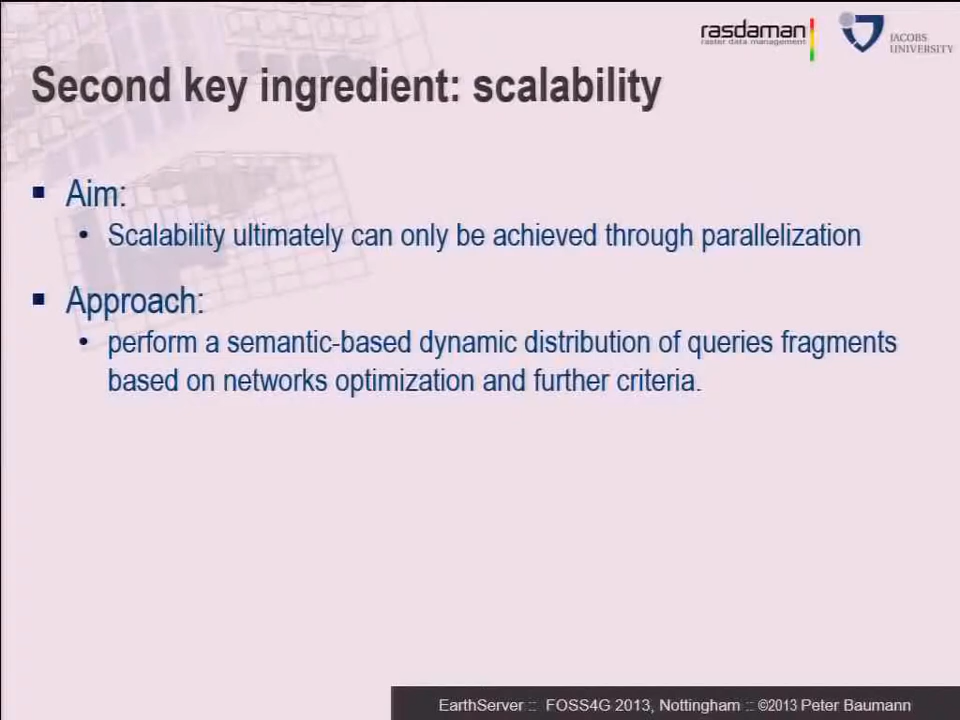 rasdaman
raster data management
JACOBS
UNIVERSITY
Second key ingredient: scalability
▪ Aim:
• Scalability ultimately can only be achieved through parallelization
▪ Approach:
• perform a semantic-based dynamic distribution of queries fragments
based on networks optimization and further criteria.
EarthServer :: FOSS4G 2013, Nottingham :: ©2013 Peter Baumann